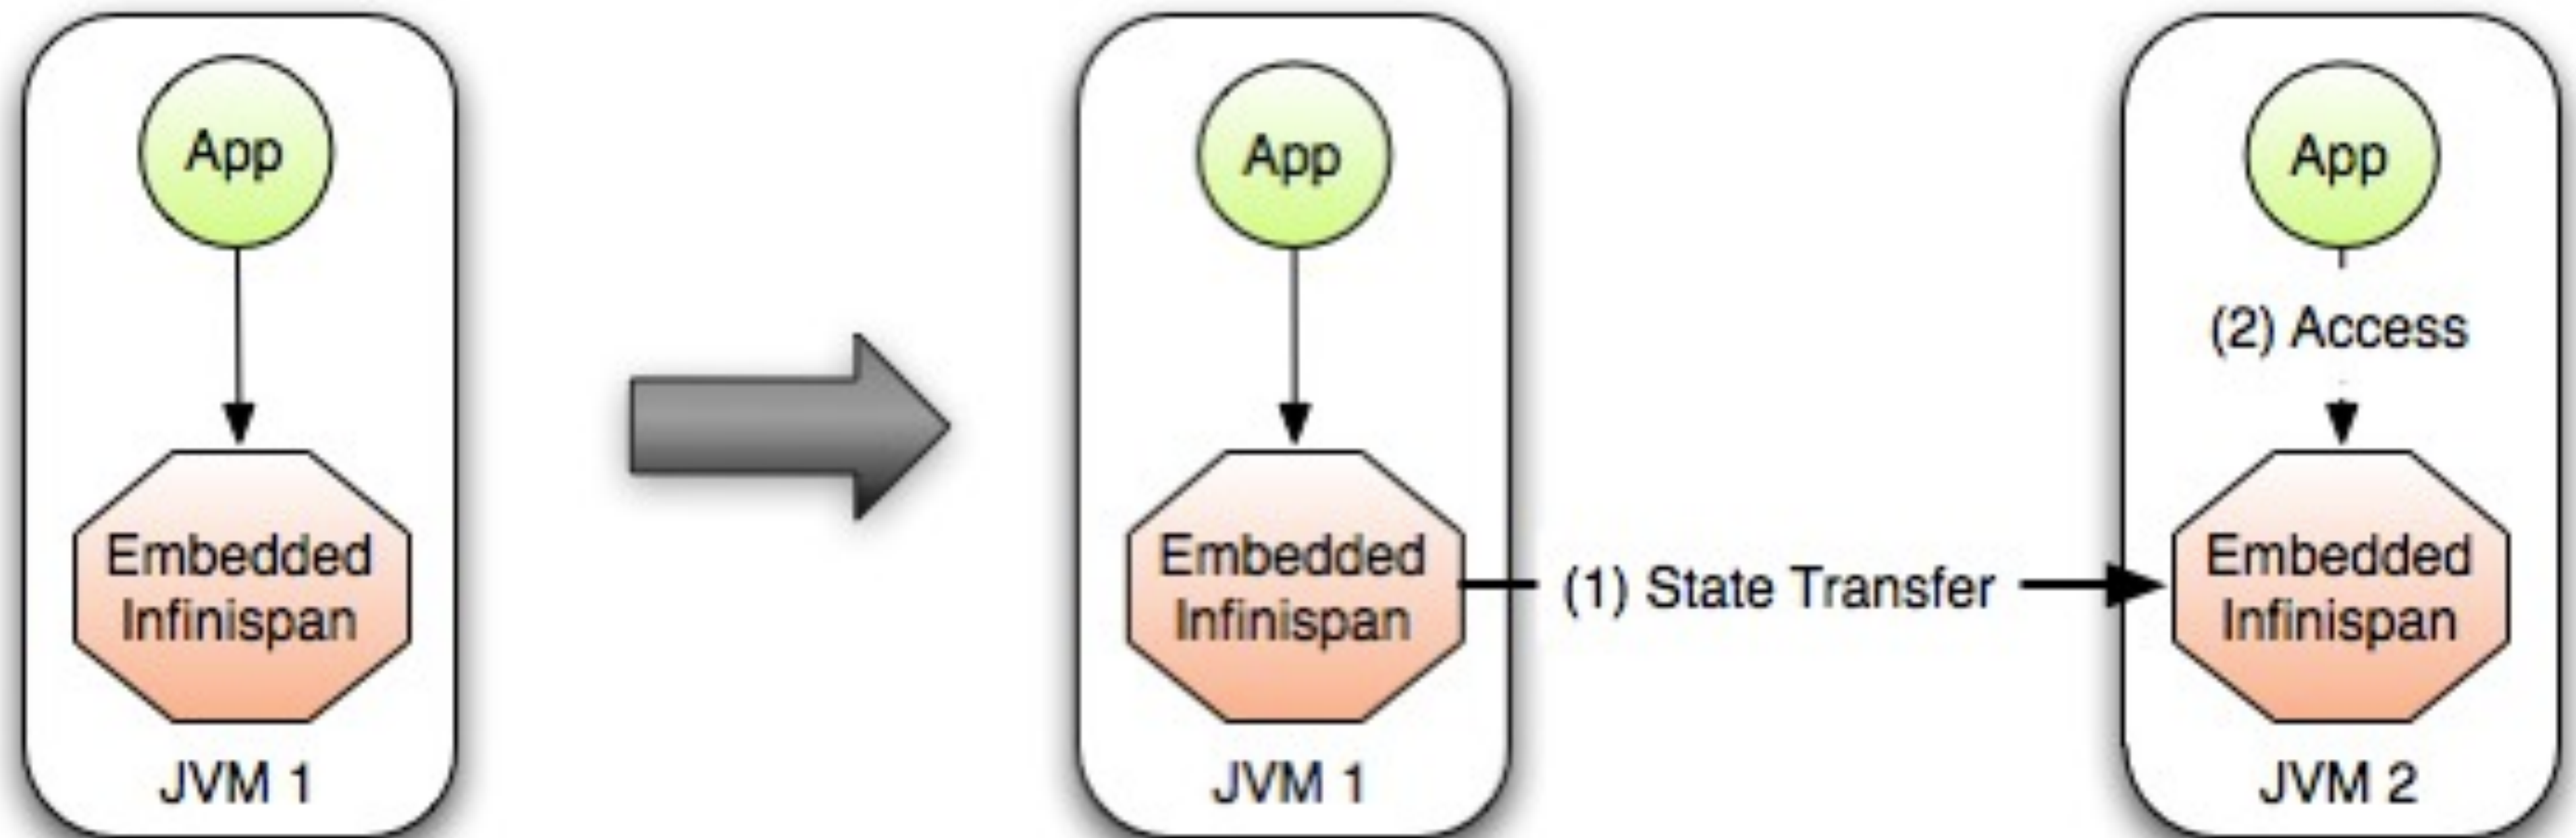 App
Embedded
Infinispan
JVM 1
App
Embedded
Infinispan
JVM 1
(1) State Transfer
App
(2) Access
Embedded
Infinispan
JVM 2